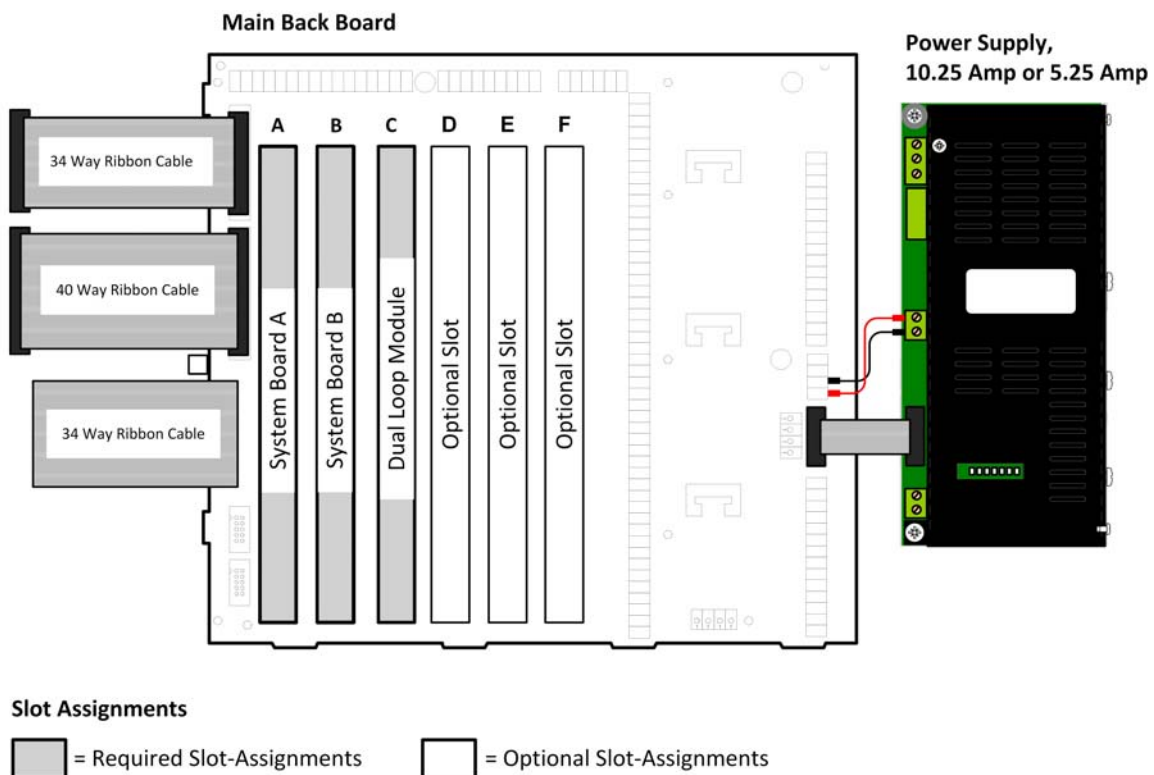 Main Back Board
Power Supply,
10.25 Amp or 5.25 Amp
A B C D E F
34 Way Ribbon Cable
40 Way Ribbon Cable
34 Way Ribbon Cable
System Board A
System Board B
Dual Loop Module
Optional Slot
Optional Slot
Optional Slot
Slot Assignments
= Required Slot-Assignments
= Optional Slot-Assignments